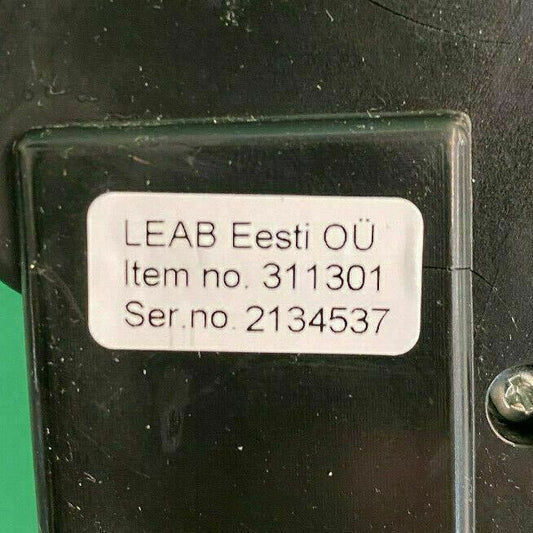 LEAB Eesti OÜ
Item no. 311301
Ser.no. 2134537